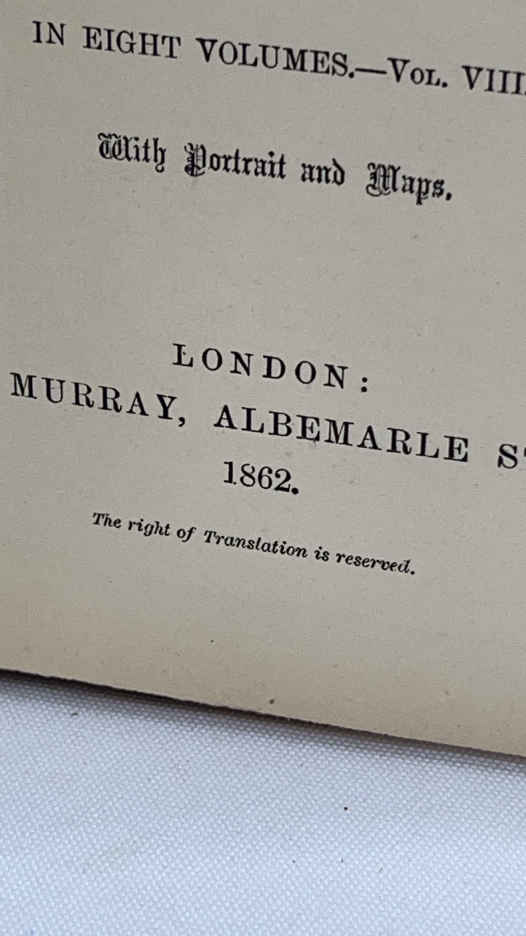 IN EIGHT VOLUMES.—VOL. VIII.
With Portrait and Maps.
LONDON:
MURRAY, ALBEMARLE
1862.
The right of Translation is reserved.